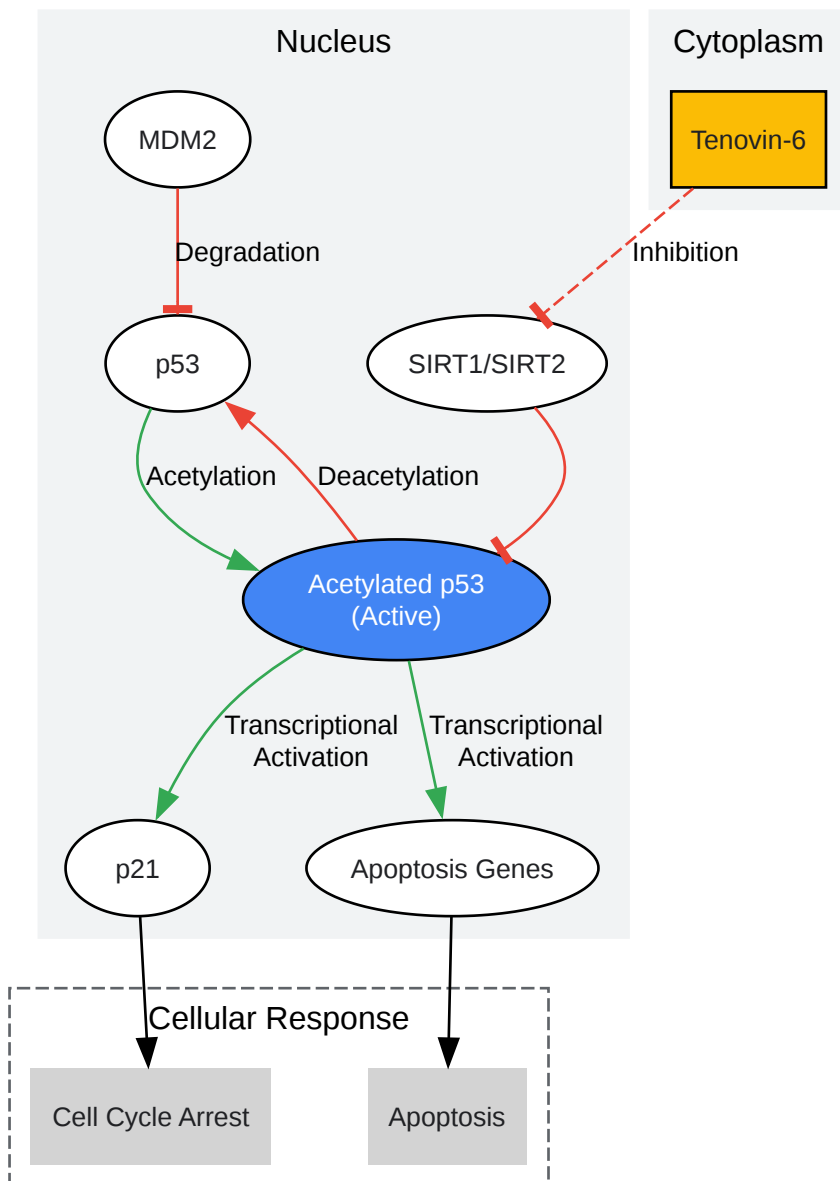 Nucleus
Cytoplasm
MDM2
Tenovin-6
Degradation
Inhibition
p53
SIRT1/SIRT2
Acetylation
Deacetylation
Acetylated p53
(Active)
Transcriptional
Activation
Transcriptional
Activation
p21
Apoptosis Genes
Cellular Response
Cell Cycle Arrest
Apoptosis